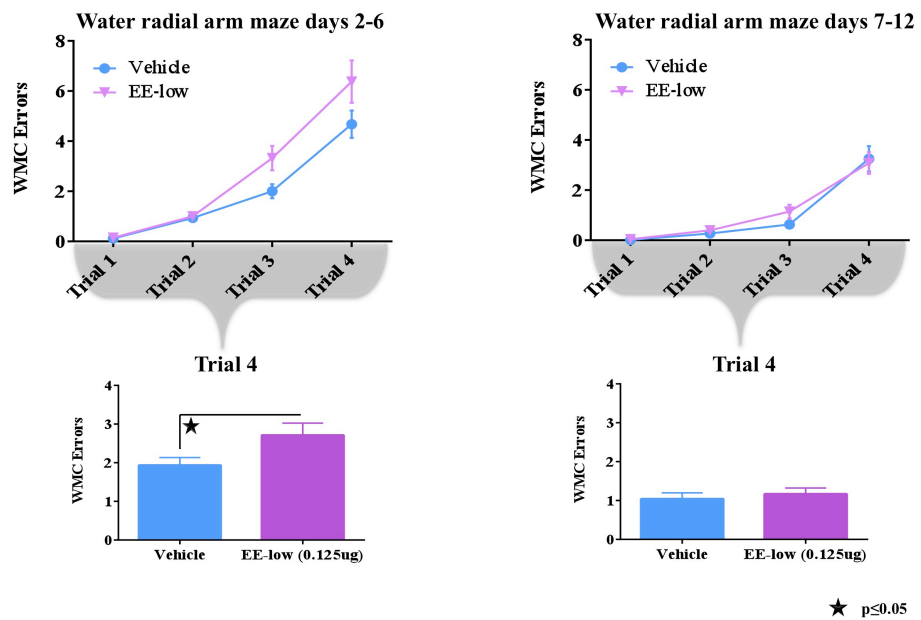 Water radial arm maze days 2-6
8
6
4
2
0
WMC Errors
Vehicle
EE-low
Trial 1
Trial 2
Trial 3
Trial 4
Trial 4
4
3
2
1
0
WMC Errors
★
Vehicle
EE-low (0.125ug)
Water radial arm maze days 7-12
8
6
4
2
0
WMC Errors
Vehicle
EE-low
Trial 1
Trial 2
Trial 3
Trial 4
Trial 4
4
3
2
1
0
WMC Errors
Vehicle
EE-low (0.125ug)
★ p≤0.05